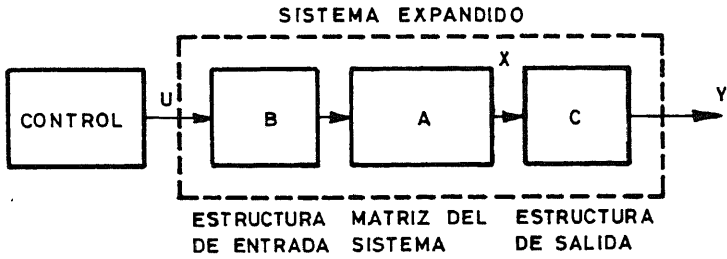 SISTEMA EXPANDIDO
CONTROL
U
B
A
X
C
Y
ESTRUCTURA DE ENTRADA
MATRIZ DEL SISTEMA
ESTRUCTURA DE SALIDA